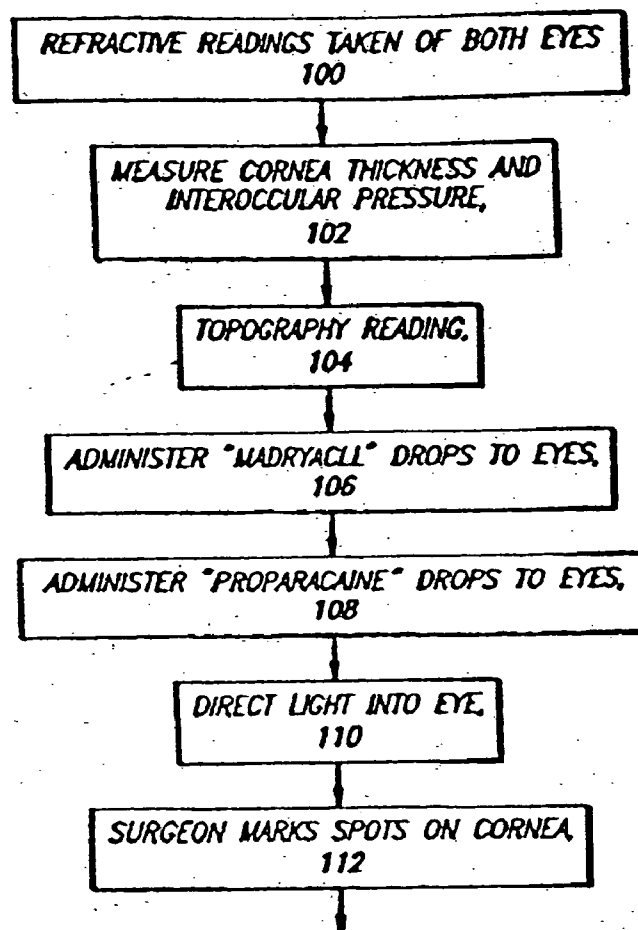 REFRACTIVE READINGS TAKEN OF BOTH EYES
100
MEASURE CORNEA THICKNESS AND
INTEROCCULAR PRESSURE.
102
TOPOGRAPHY READING.
104
ADMINISTER "MADRYACLL" DROPS TO EYES.
106
ADMINISTER "PROPARACAINE" DROPS TO EYES.
108
DIRECT LIGHT INTO EYE.
110
SURGEON MARKS SPOTS ON CORNEA.
112